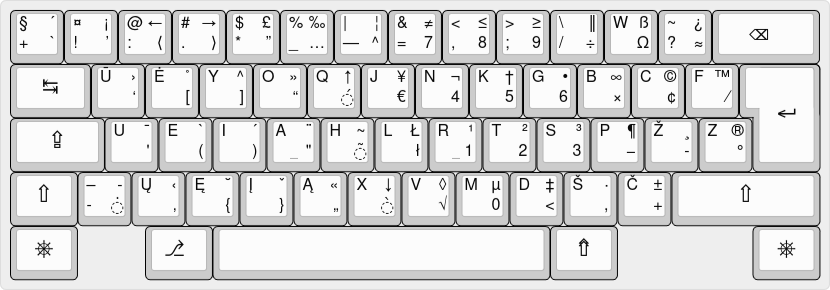 § ´ ¤ ¡ @ ← # → $ £ % ‰ | ¦ & ≠ < ≤ > ≥ \ ‖ W ß ~ ¿ ⌫
+ ´ ! ’ : ⟨ . ⟩ * ” _ … — ^ = 7 , 8 ; 9 / ÷ Ω ? ≈
↹ Ū › Ė ° Y ^ O » Q ↑ J ¥ N ¬ K † G • B ∞ C © F ™
‘ [ ] “ ◌́ € 4 5 6 × ¢ ⁄ ↵
⇪ U ¯ E ` I ´ A ¨ H ~ L Ł R ¹ T ² S ³ P ¶ Ž ¸ Z ®
' ( ) _ " ◌̃ ł _ 1 2 3 – - °
⇧ – - Ų ‹ Ę ˘ Į ˇ Ą « X ↓ V ◊ M µ D ‡ Š · Č ± ⇧
- ◌̇ ‚ { } „ ◌̀ √ 0 < , +
⎈ ⎇ ⇮ ⎈